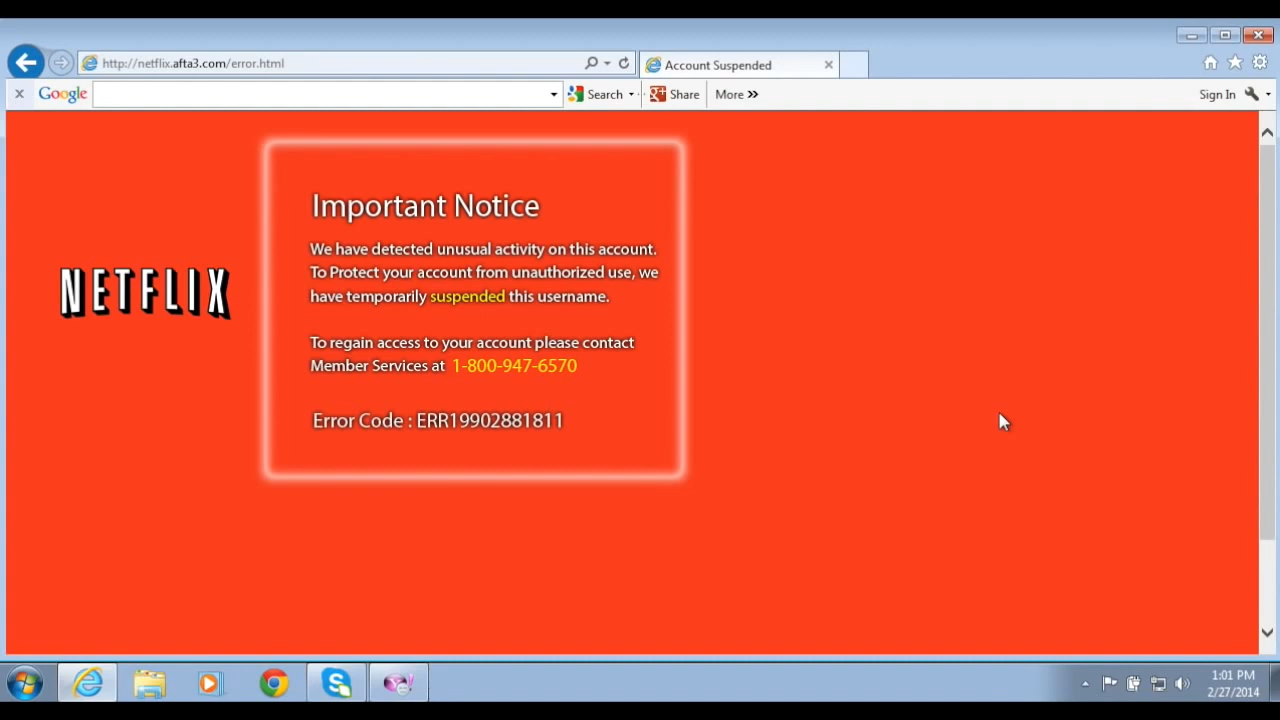 http://netflix.afta3.com/error.html
Account Suspended
Google
Search
Share
More »
Sign In
NETFLIX
Important Notice
We have detected unusual activity on this account.
To Protect your account from unauthorized use, we
have temporarily suspended this username.
To regain access to your account please contact
Member Services at 1-800-947-6570
Error Code : ERR19902881811
1:01 PM
2/27/2014